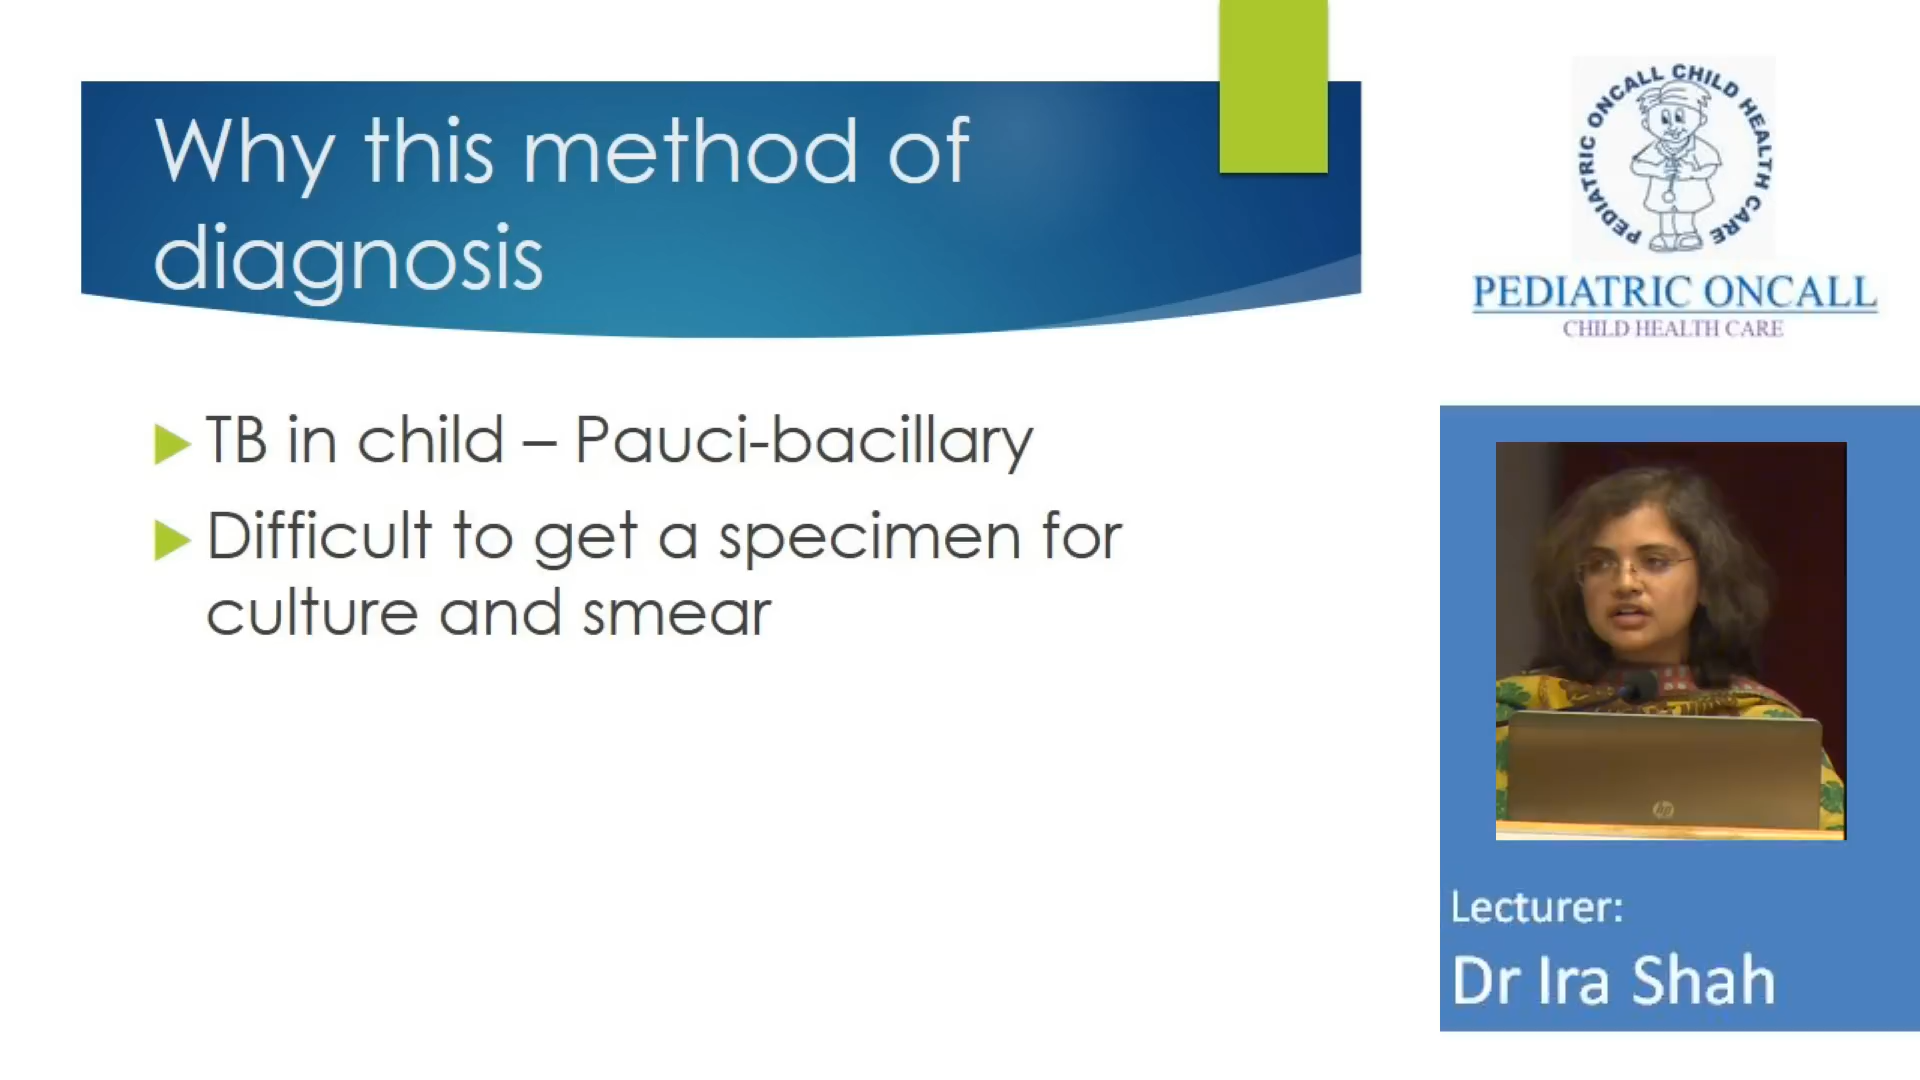 Why this method of
diagnosis
TB in child – Pauci-bacillary
Difficult to get a specimen for
culture and smear
PEDIATRIC ONCALL CHILD HEALTH CARE
PEDIATRIC ONCALL
CHILD HEALTH CARE
hp
Lecturer:
Dr Ira Shah